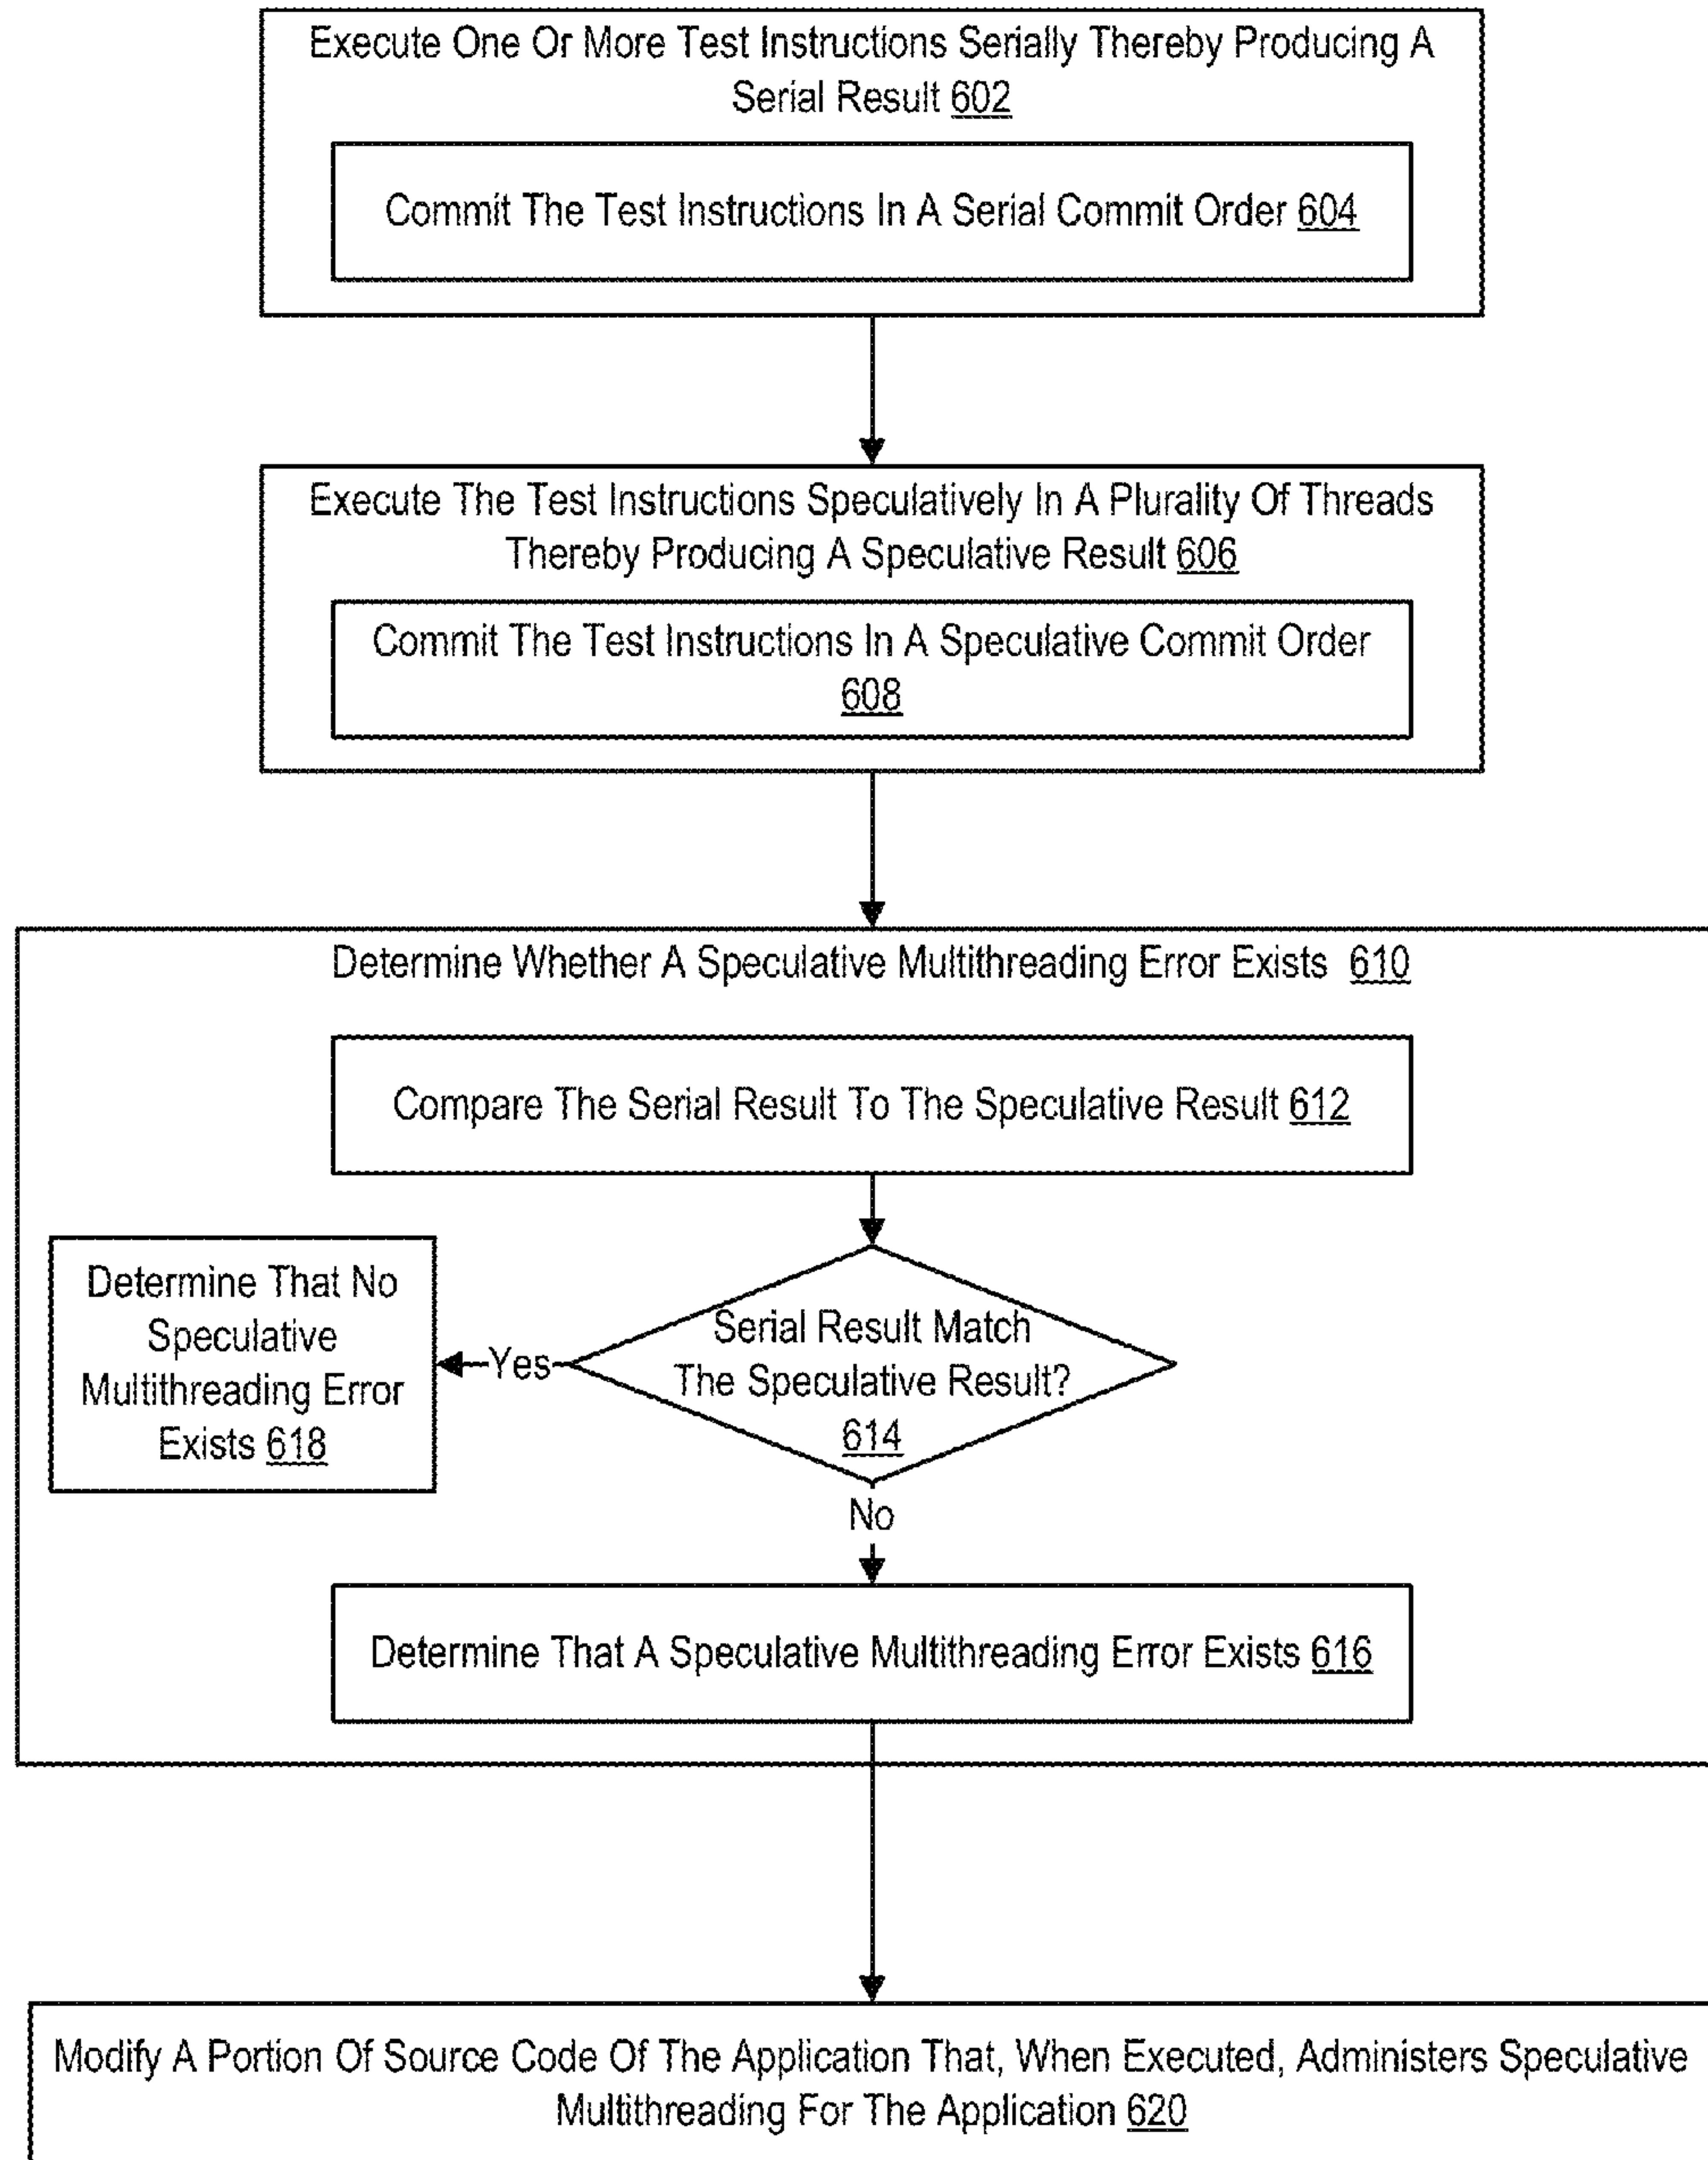 Execute One Or More Test Instructions Serially Thereby Producing A
Serial Result 602
Commit The Test Instructions In A Serial Commit Order 604
Execute The Test Instructions Speculatively In A Plurality Of Threads
Thereby Producing A Speculative Result 606
Commit The Test Instructions In A Speculative Commit Order
608
Determine Whether A Speculative Multithreading Error Exists 610
Compare The Serial Result To The Speculative Result 612
Determine That No
Speculative
Multithreading Error
Exists 618
Yes
Serial Result Match
The Speculative Result?
614
No
Determine That A Speculative Multithreading Error Exists 616
Modify A Portion Of Source Code Of The Application That, When Executed, Administers Speculative
Multithreading For The Application 620